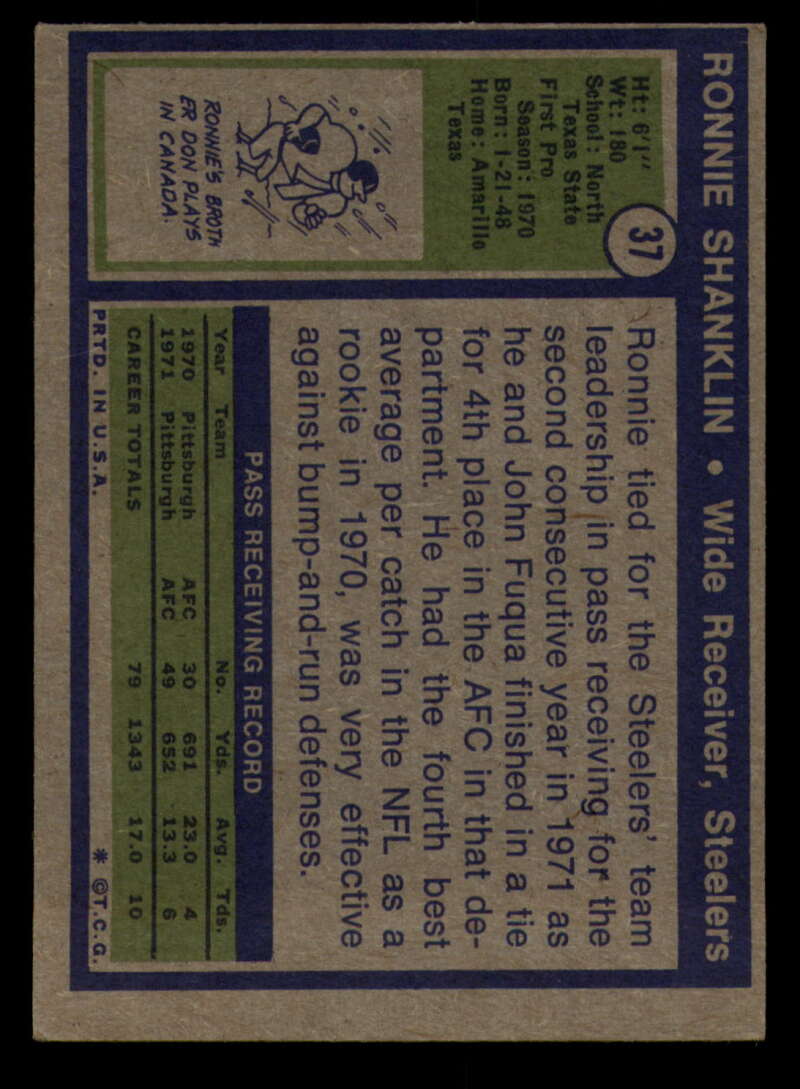 RONNIE SHANKLIN • Wide Receiver, Steelers
37
Ht: 6'1"
Wt: 180
School: North
Texas State
First Pro
Season: 1970
Born: 1-21-48
Home: Amarillo
Texas
RONNIE'S BROTH
ER DON PLAYS
IN CANADA.
Ronnie tied for the Steelers' team
leadership in pass receiving for the
second consecutive year in 1971 as
he and John Fuqua finished in a tie
for 4th place in the AFC in that de-
partment. He had the fourth best
average per catch in the NFL as a
rookie in 1970, was very effective
against bump-and-run defenses.
PASS RECEIVING RECORD
Year Team No. Yds. Avg. Tds.
1970 Pittsburgh AFC 30 691 23.0 4
1971 Pittsburgh AFC 49 652 13.3 6
CAREER TOTALS 79 1343 17.0 10
PRTD. IN U.S.A. * ©T.C.G.